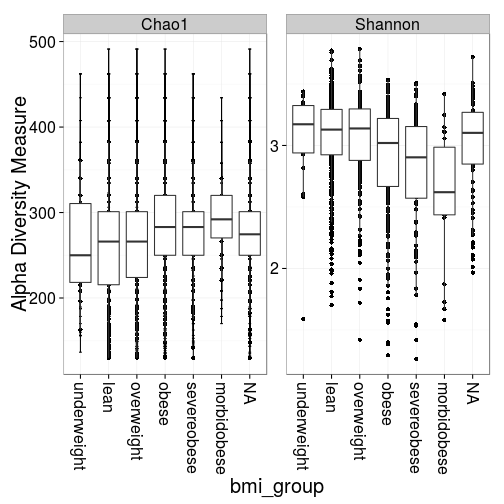 Chao1
Shannon
Alpha Diversity Measure
500
400
300
200
3
2
underweight
lean
overweight
obese
severeobese
morbidobese
NA
underweight
lean
overweight
obese
severeobese
morbidobese
NA
bmi_group